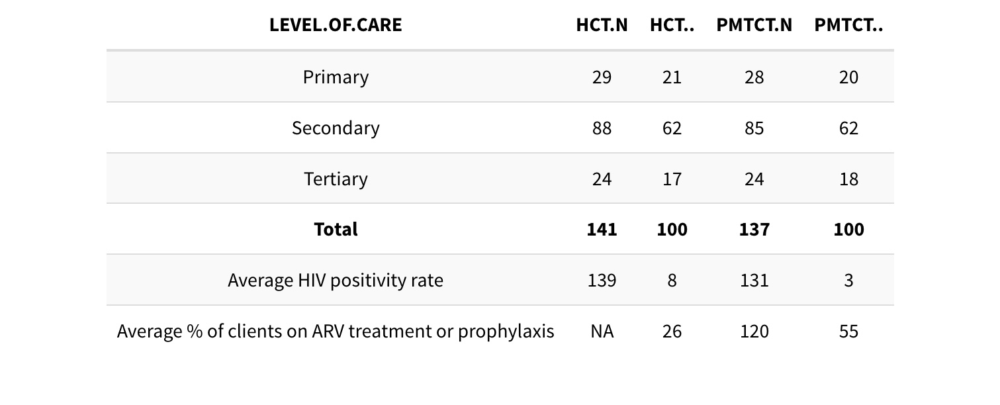 LEVEL.OF.CARE HCT.N HCT.. PMTCT.N PMTCT..
Primary 29 21 28 20
Secondary 88 62 85 62
Tertiary 24 17 24 18
Total 141 100 137 100
Average HIV positivity rate 139 8 131 3
Average % of clients on ARV treatment or prophylaxis NA 26 120 55